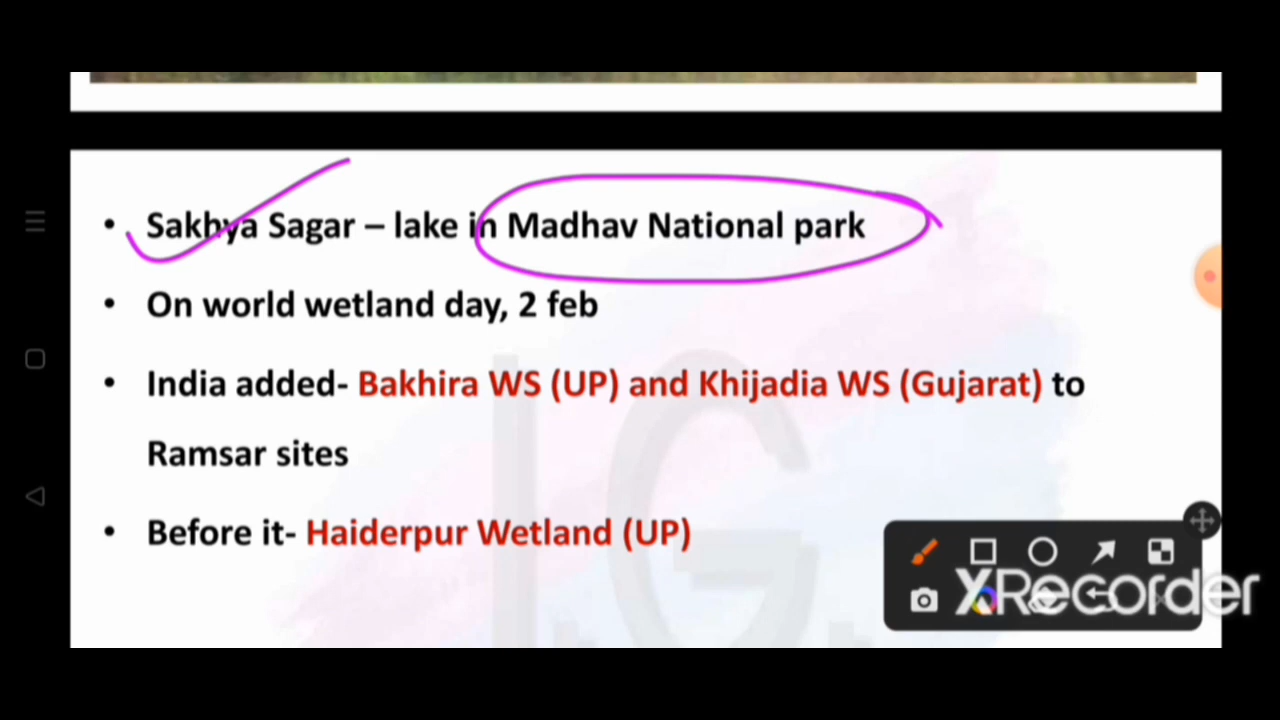 • Sakhya Sagar – lake in Madhav National park
• On world wetland day, 2 feb
• India added- Bakhira WS (UP) and Khijadia WS (Gujarat) to
Ramsar sites
• Before it- Haiderpur Wetland (UP)
I.G.
XRecorder